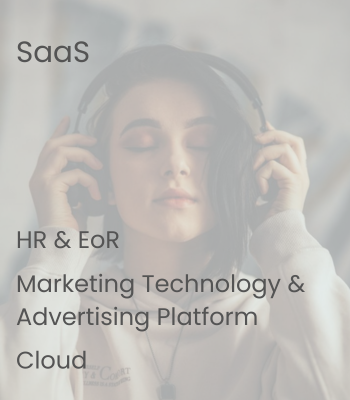 SaaS
HR & EoR
Marketing Technology &
Advertising Platform
Cloud